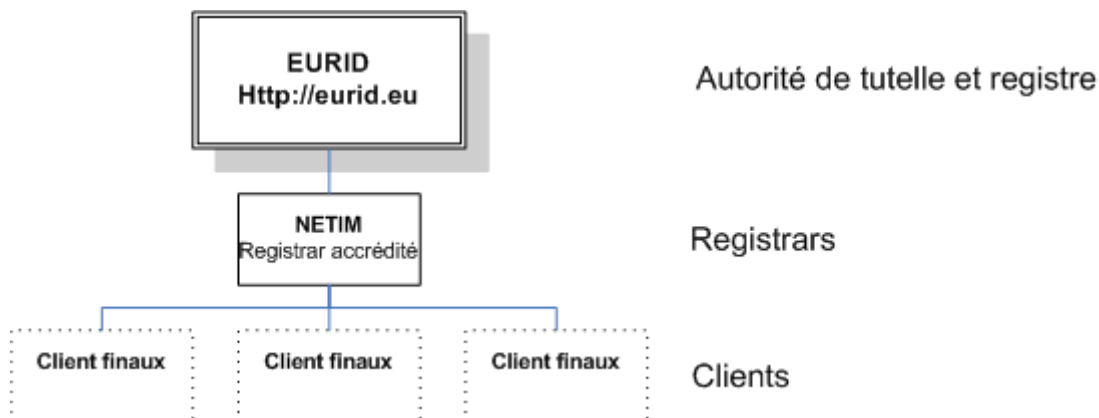 EURID
Http://eurid.eu
Autorité de tutelle et registre
NETIM
Registrar accrédité
Registrars
Client finaux
Client finaux
Client finaux
Clients